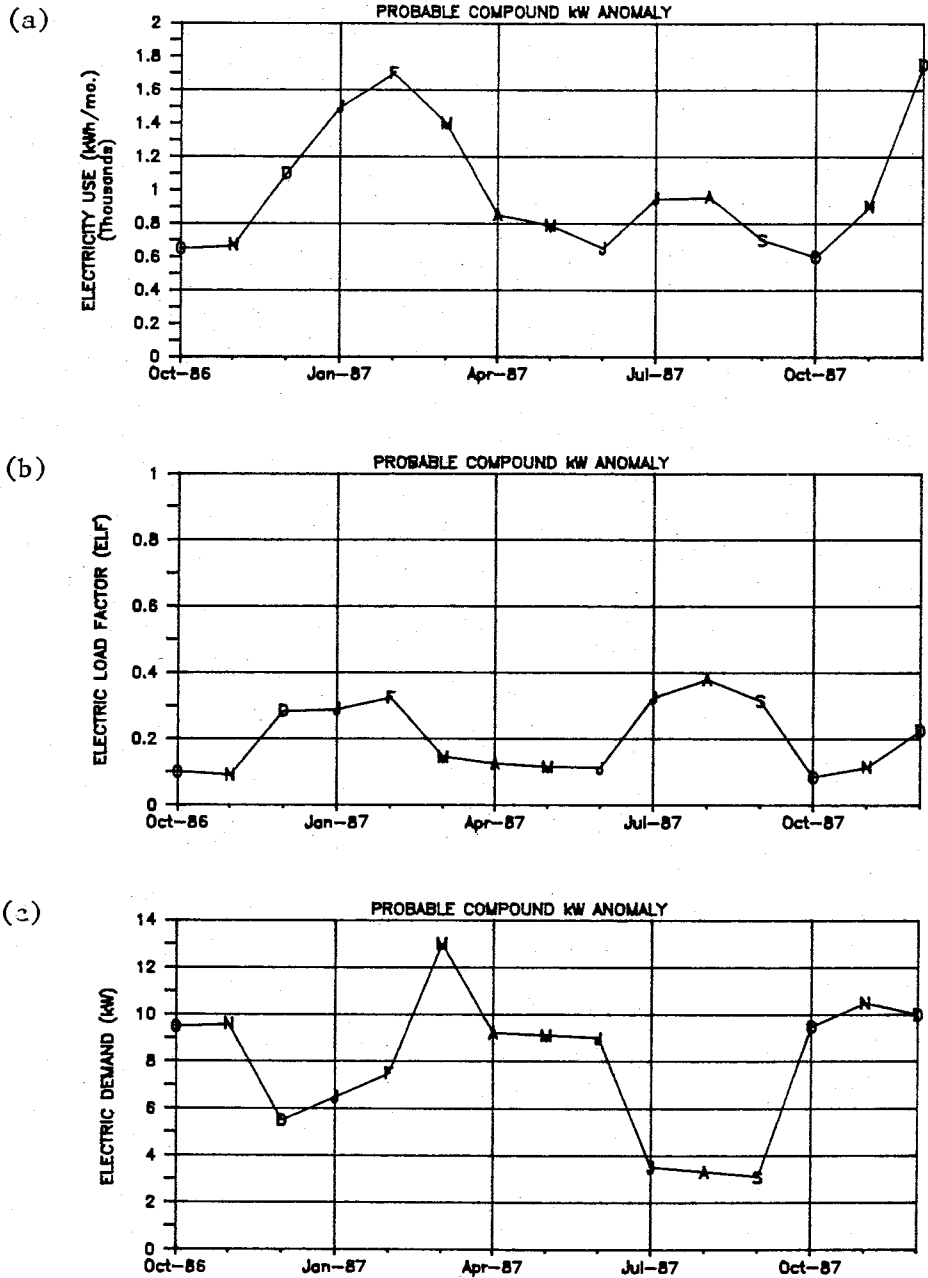 (a)
PROBABLE COMPOUND kW ANOMALY
ELECTRICITY USE (kWh/mo.)
(Thousands)
2
1.8
1.6
1.4
1.2
1
0.8
0.6
0.4
0.2
0
O N D J F M A M J J A S O N D
Oct-86 Jan-87 Apr-87 Jul-87 Oct-87
(b)
PROBABLE COMPOUND kW ANOMALY
ELECTRIC LOAD FACTOR (ELF)
1
0.8
0.6
0.4
0.2
0
O N D J F M A M J J A S O N D
Oct-86 Jan-87 Apr-87 Jul-87 Oct-87
(c)
PROBABLE COMPOUND kW ANOMALY
ELECTRIC DEMAND (kW)
14
12
10
8
6
4
2
0
O N D J F M A M J J A S O N D
Oct-86 Jan-87 Apr-87 Jul-87 Oct-87